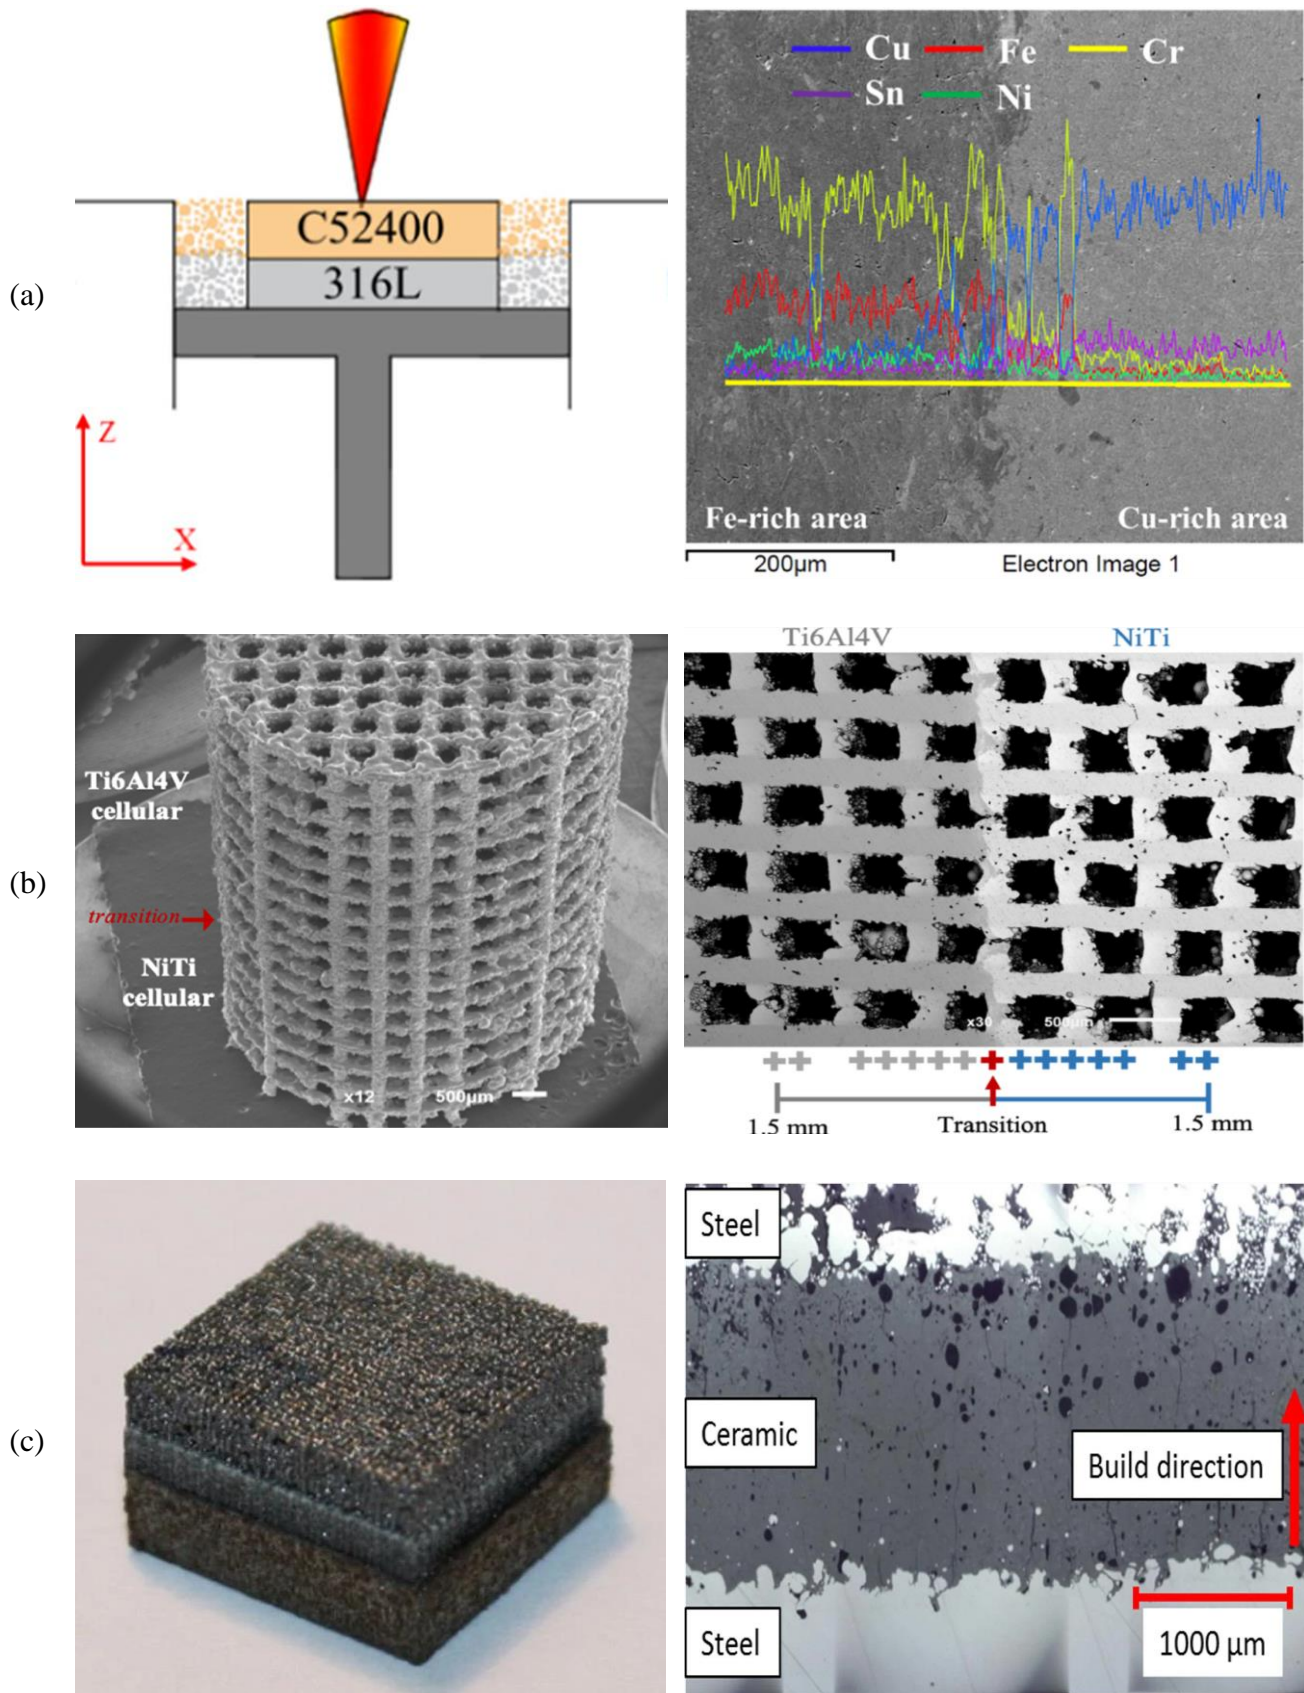 (a)
C52400
316L
Z
X
Cu Fe Cr
Sn Ni
Fe-rich area Cu-rich area
200µm Electron Image 1
(b)
Ti6Al4V
cellular
transition
NiTi
cellular
x12 500µm
Ti6Al4V NiTi
x30 500µm
1.5 mm Transition 1.5 mm
(c)
Steel
Ceramic
Build direction
Steel
1000 µm